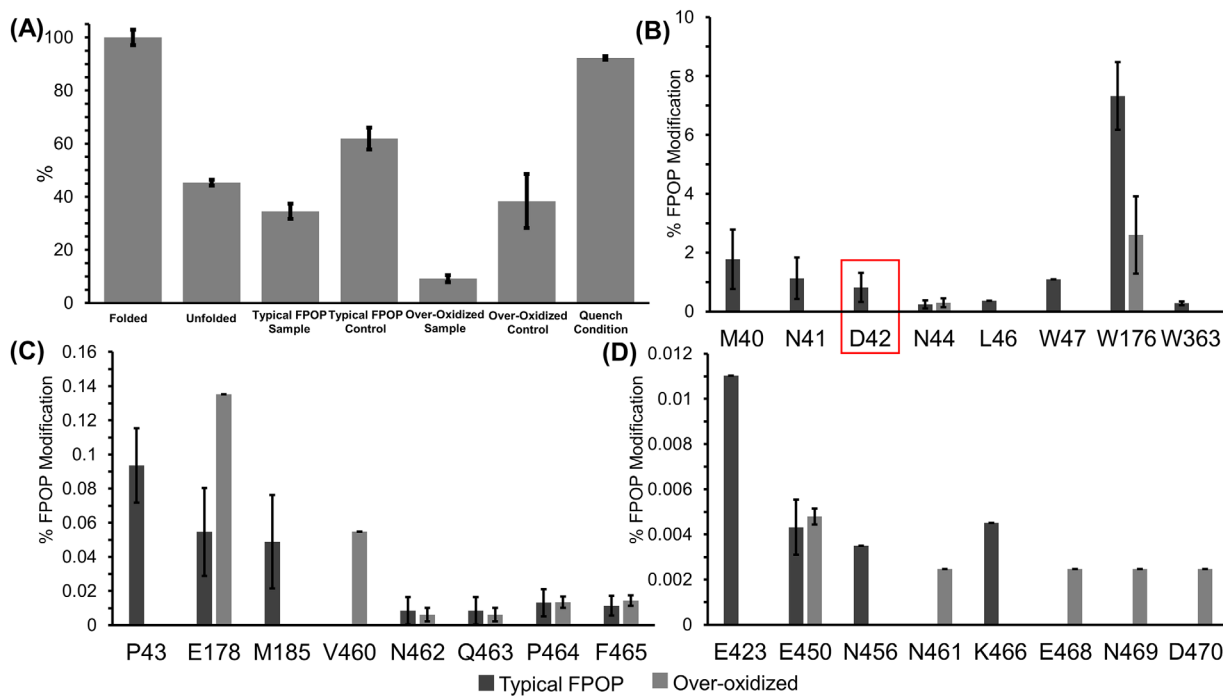 (A)
%
100
80
60
40
20
0
Folded
Unfolded
Typical FPOP
Sample
Typical FPOP
Control
Over-Oxidized
Sample
Over-Oxidized
Control
Quench
Condition
(B)
% FPOP Modification
10
8
6
4
2
0
M40 N41 D42 N44 L46 W47 W176 W363
(C)
% FPOP Modification
0.16
0.14
0.12
0.1
0.08
0.06
0.04
0.02
0
P43 E178 M185 V460 N462 Q463 P464 F465
(D)
% FPOP Modification
0.012
0.01
0.008
0.006
0.004
0.002
0
E423 E450 N456 N461 K466 E468 N469 D470
Typical FPOP Over-oxidized